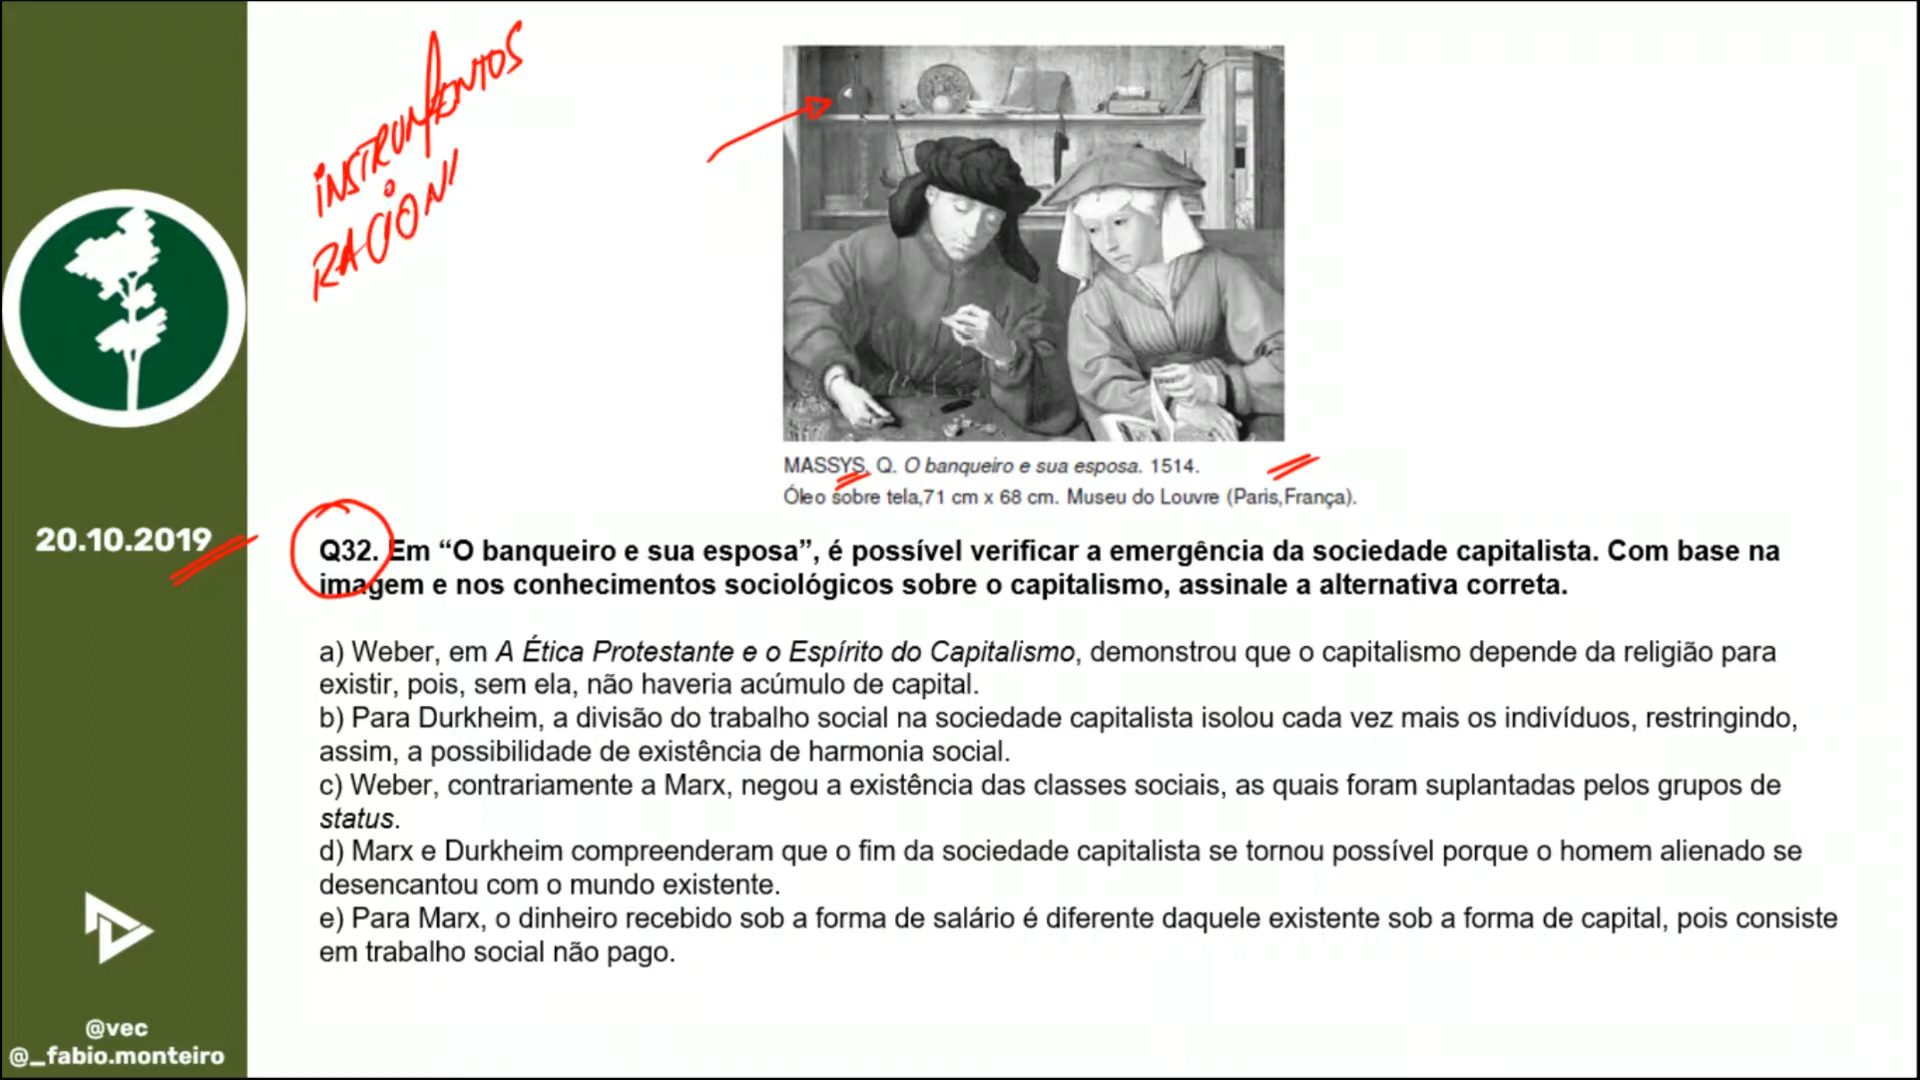 INSTRUMENTOS
RACION
MASSYS, Q. O banqueiro e sua esposa. 1514.
Óleo sobre tela,71 cm x 68 cm. Museu do Louvre (Paris,França).
20.10.2019
Q32. Em “O banqueiro e sua esposa”, é possível verificar a emergência da sociedade capitalista. Com base na
imagem e nos conhecimentos sociológicos sobre o capitalismo, assinale a alternativa correta.
a) Weber, em A Ética Protestante e o Espírito do Capitalismo, demonstrou que o capitalismo depende da religião para
existir, pois, sem ela, não haveria acúmulo de capital.
b) Para Durkheim, a divisão do trabalho social na sociedade capitalista isolou cada vez mais os indivíduos, restringindo,
assim, a possibilidade de existência de harmonia social.
c) Weber, contrariamente a Marx, negou a existência das classes sociais, as quais foram suplantadas pelos grupos de
status.
d) Marx e Durkheim compreenderam que o fim da sociedade capitalista se tornou possível porque o homem alienado se
desencantou com o mundo existente.
e) Para Marx, o dinheiro recebido sob a forma de salário é diferente daquele existente sob a forma de capital, pois consiste
em trabalho social não pago.
@vec
@_fabio.monteiro